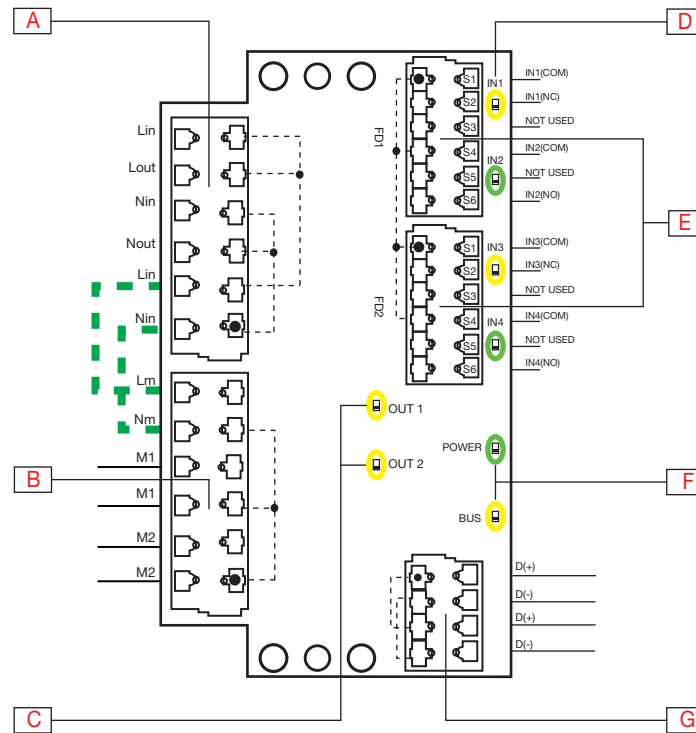 A
D
Lin
Lout
Nin
Nout
Lin
Nin
Lm
Nm
M1
M1
M2
M2
B
C
OUT 1
OUT 2
FD1
S1
S2
S3
S4
S5
S6
IN1
IN2
IN1(COM)
IN1(NC)
NOT USED
IN2(COM)
NOT USED
IN2(NO)
E
FD2
S1
S2
S3
S4
S5
S6
IN3
IN4
IN3(COM)
IN3(NC)
NOT USED
IN4(COM)
NOT USED
IN4(NO)
POWER
BUS
F
D(+)
D(-)
D(+)
D(-)
G